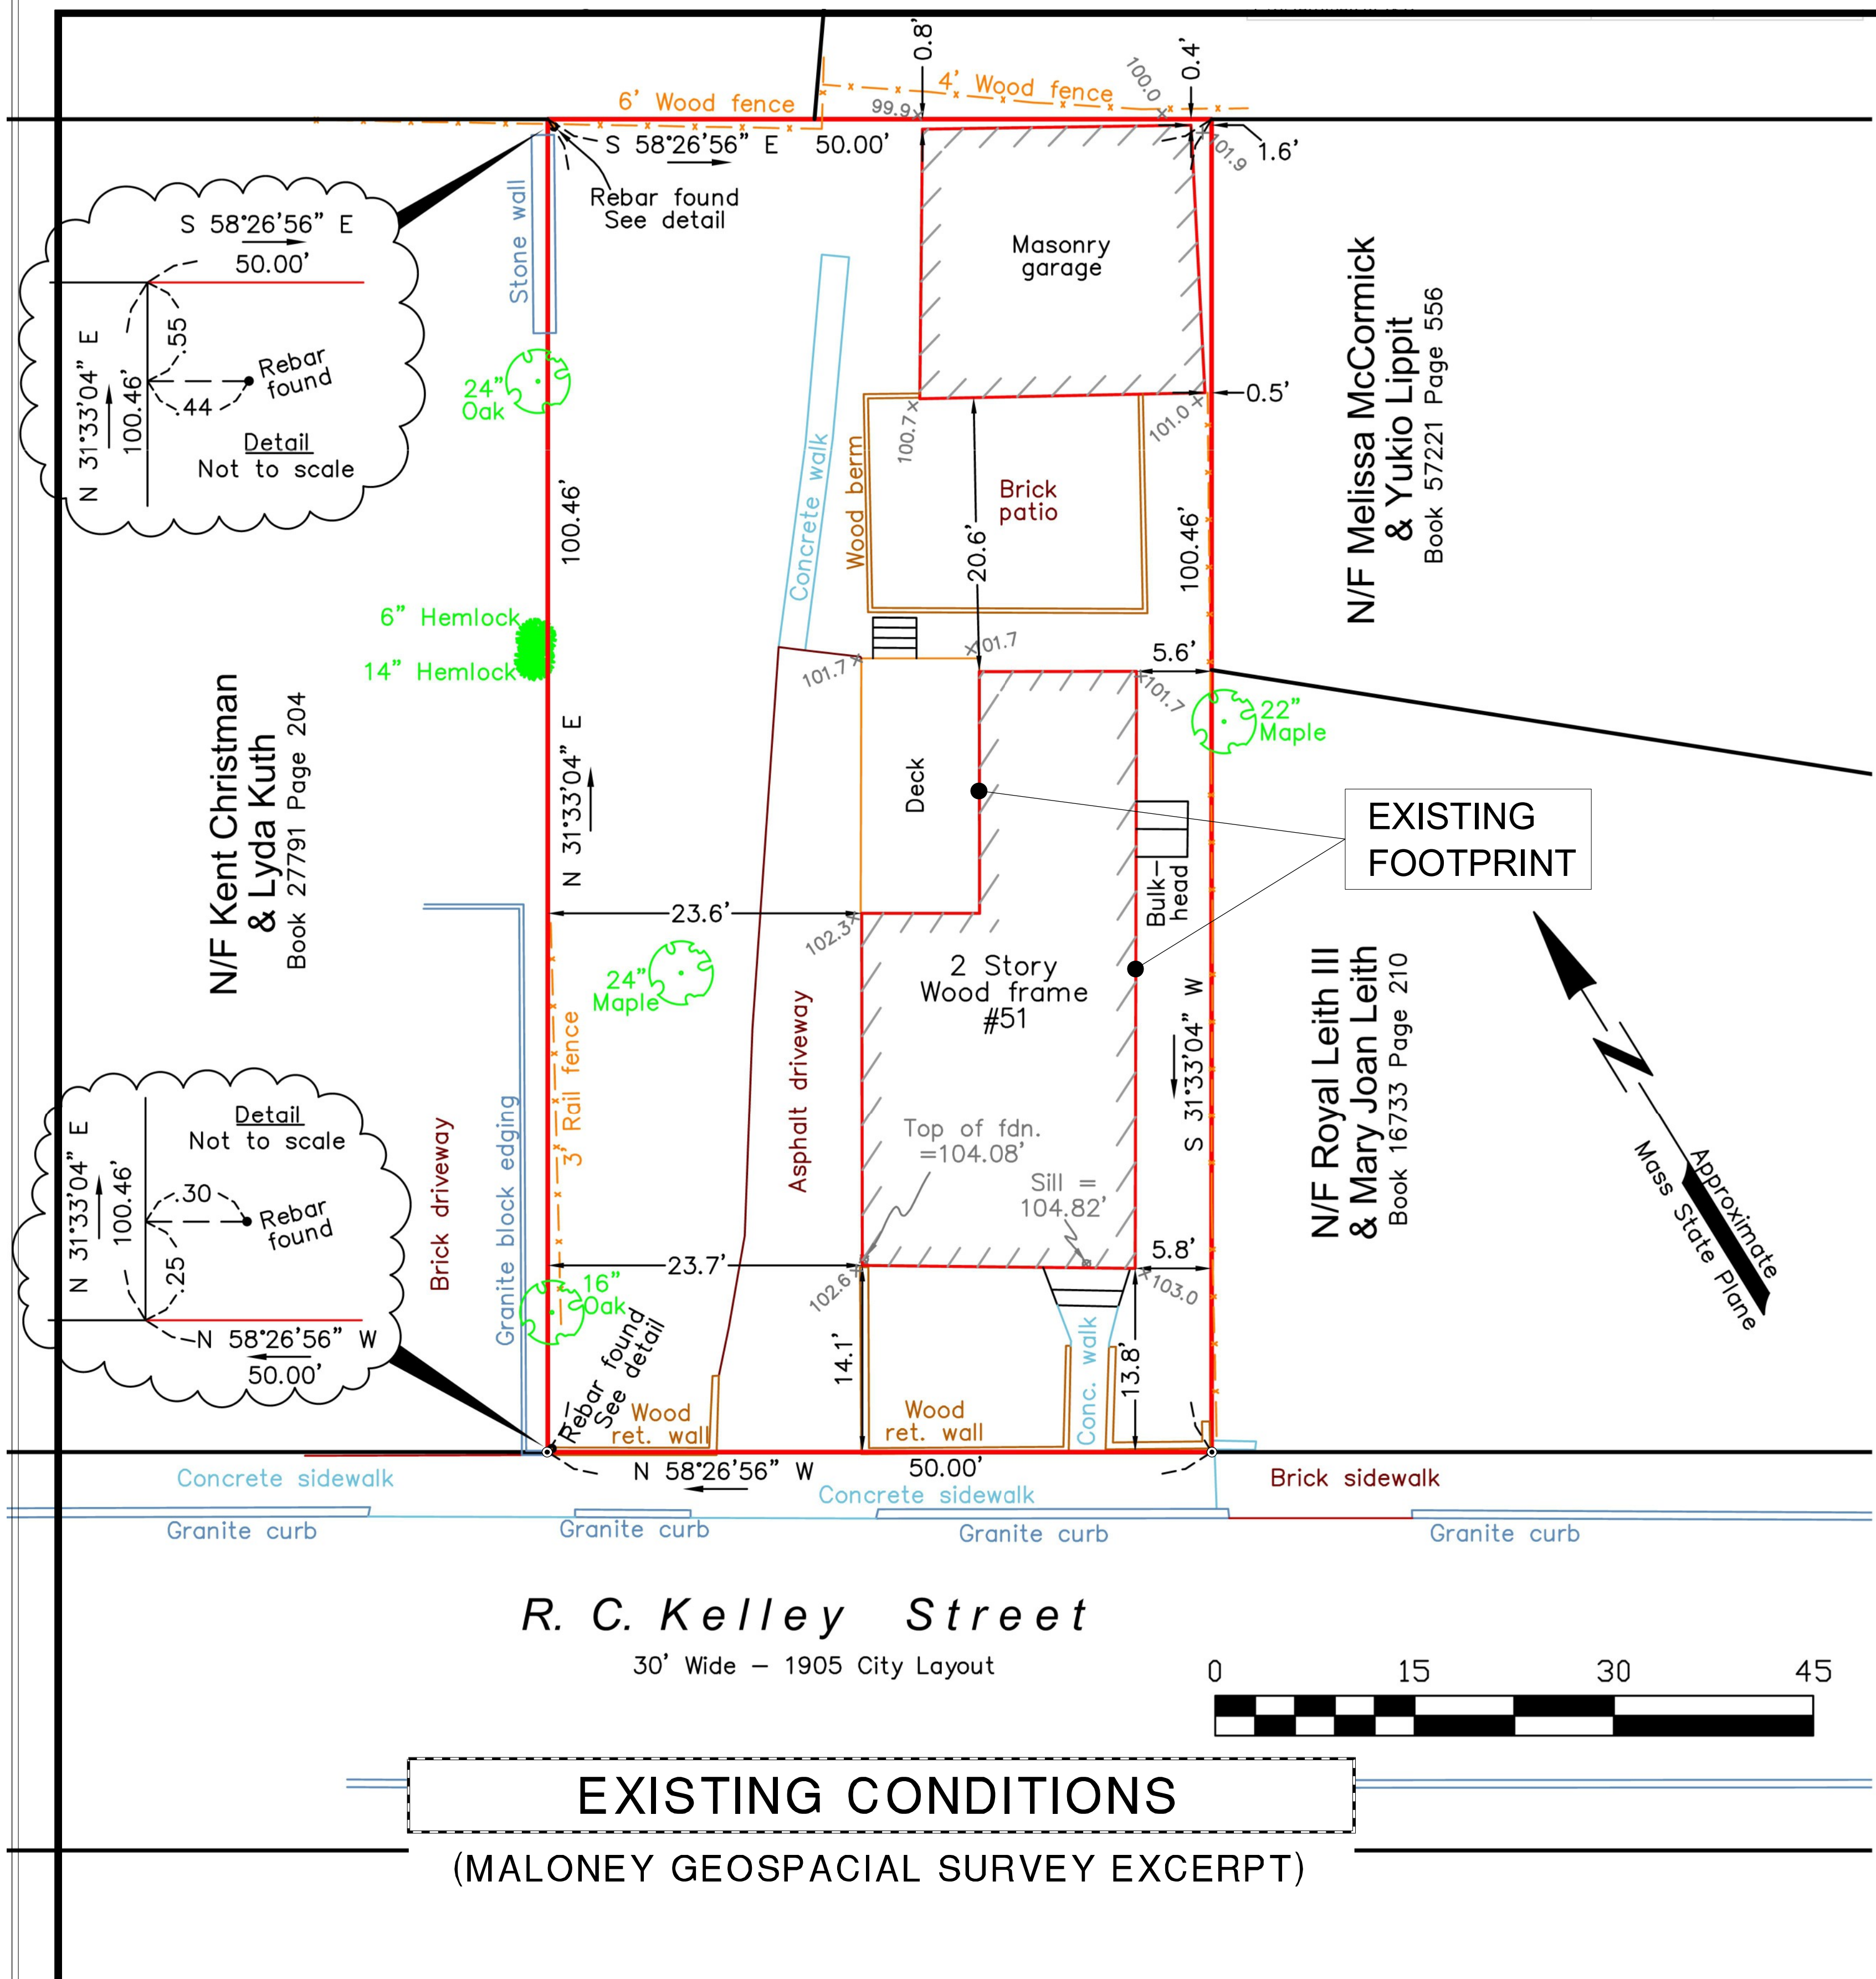 0.8'
0.4'
6' Wood fence
4' Wood fence
99.9
100.0
101.9
1.6'
S 58°26'56" E 50.00'
Rebar found
See detail
Stone wall
Masonry
garage
S 58°26'56" E
50.00'
.55
.44
Rebar
found
Detail
Not to scale
N 31°33'04" E
100.46'
24"
Oak
100.46'
N 31°33'04" E
Concrete walk
Wood berm
100.7
101.0
0.5'
Brick
patio
20.6'
100.46'
N/F Melissa McCormick
& Yukio Lippit
Book 57221 Page 556
6" Hemlock
14" Hemlock
101.7
101.7
5.6'
101.7
22"
Maple
N/F Kent Christman
& Lyda Kuth
Book 27791 Page 204
Deck
Bulk-
head
EXISTING
FOOTPRINT
23.6'
102.3
24"
Maple
2 Story
Wood frame
#51
S 31°33'04" W
N/F Royal Leith III
& Mary Joan Leith
Book 16733 Page 210
3' Rail fence
Asphalt driveway
Granite block edging
Brick driveway
Top of fdn.
=104.08'
Sill =
104.82'
Approximate
Mass State Plane
Detail
Not to scale
N 31°33'04" E
100.46'
.30
.25
Rebar
found
N 58°26'56" W
50.00'
23.7'
102.6
5.8'
103.0
16"
Oak
Rebar found
See detail
14.1'
13.8'
Conc. walk
Wood
ret. wall
Wood
ret. wall
N 58°26'56" W 50.00'
Concrete sidewalk
Concrete sidewalk
Brick sidewalk
Granite curb
Granite curb
Granite curb
Granite curb
R. C. Kelley Street
30' Wide – 1905 City Layout
0 15 30 45
EXISTING CONDITIONS
(MALONEY GEOSPACIAL SURVEY EXCERPT)